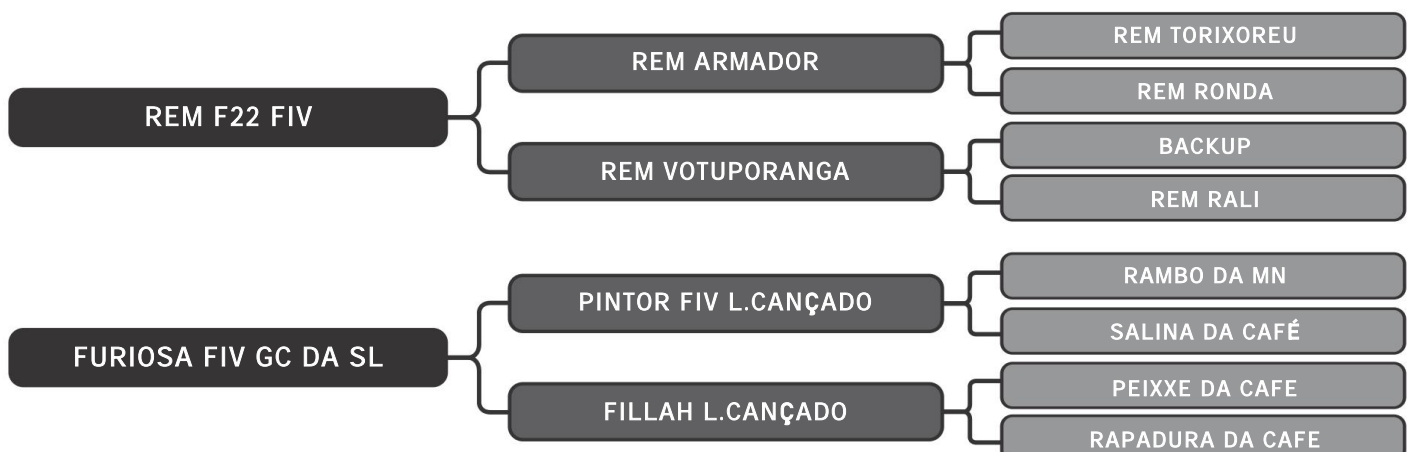 REM F22 FIV
REM ARMADOR
REM VOTUPORANGA
REM TORIXOREU
REM RONDA
BACKUP
REM RALI
FURIOSA FIV GC DA SL
PINTOR FIV L.CANÇADO
FILLAH L.CANÇADO
RAMBO DA MN
SALINA DA CAFÉ
PEIXXE DA CAFE
RAPADURA DA CAFE